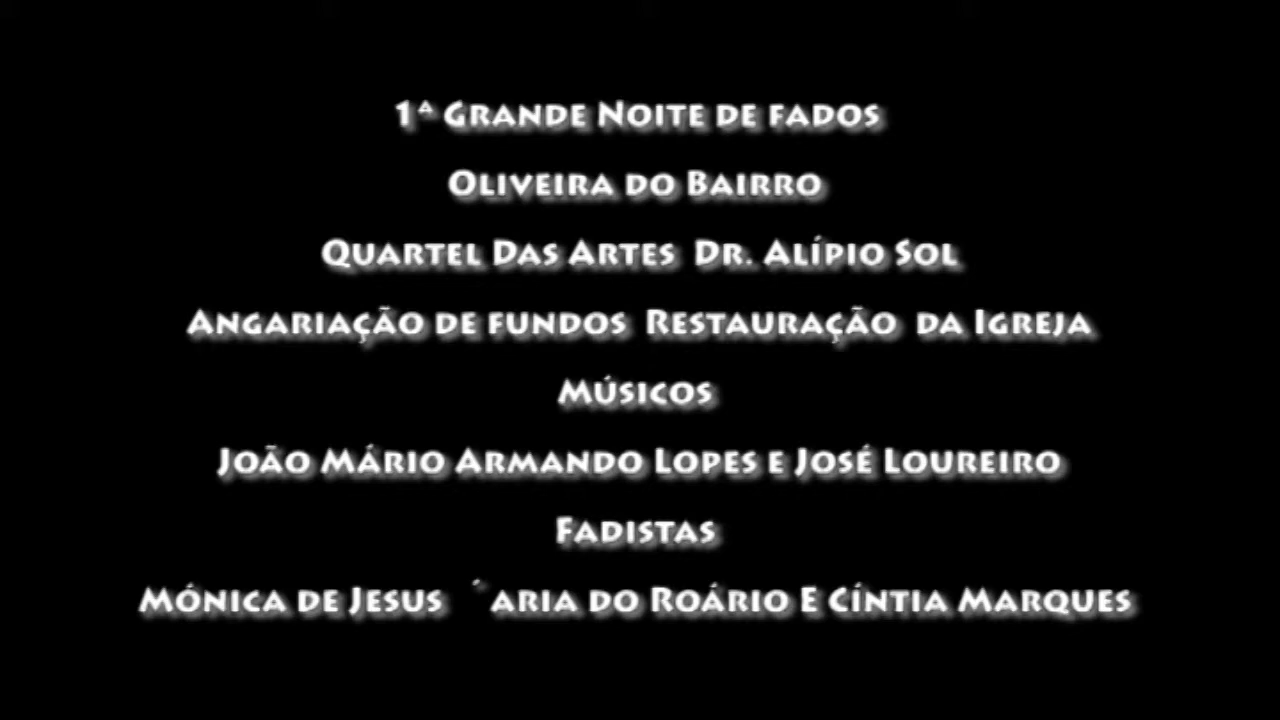 1ª Grande Noite de fados
Oliveira do Bairro
Quartel Das Artes Dr. Alípio Sol
Angariação de fundos Restauração da Igreja
Músicos
João Mário Armando Lopes e José Loureiro
Fadistas
Mónica de Jesus ´aria do Roário E Cíntia Marques